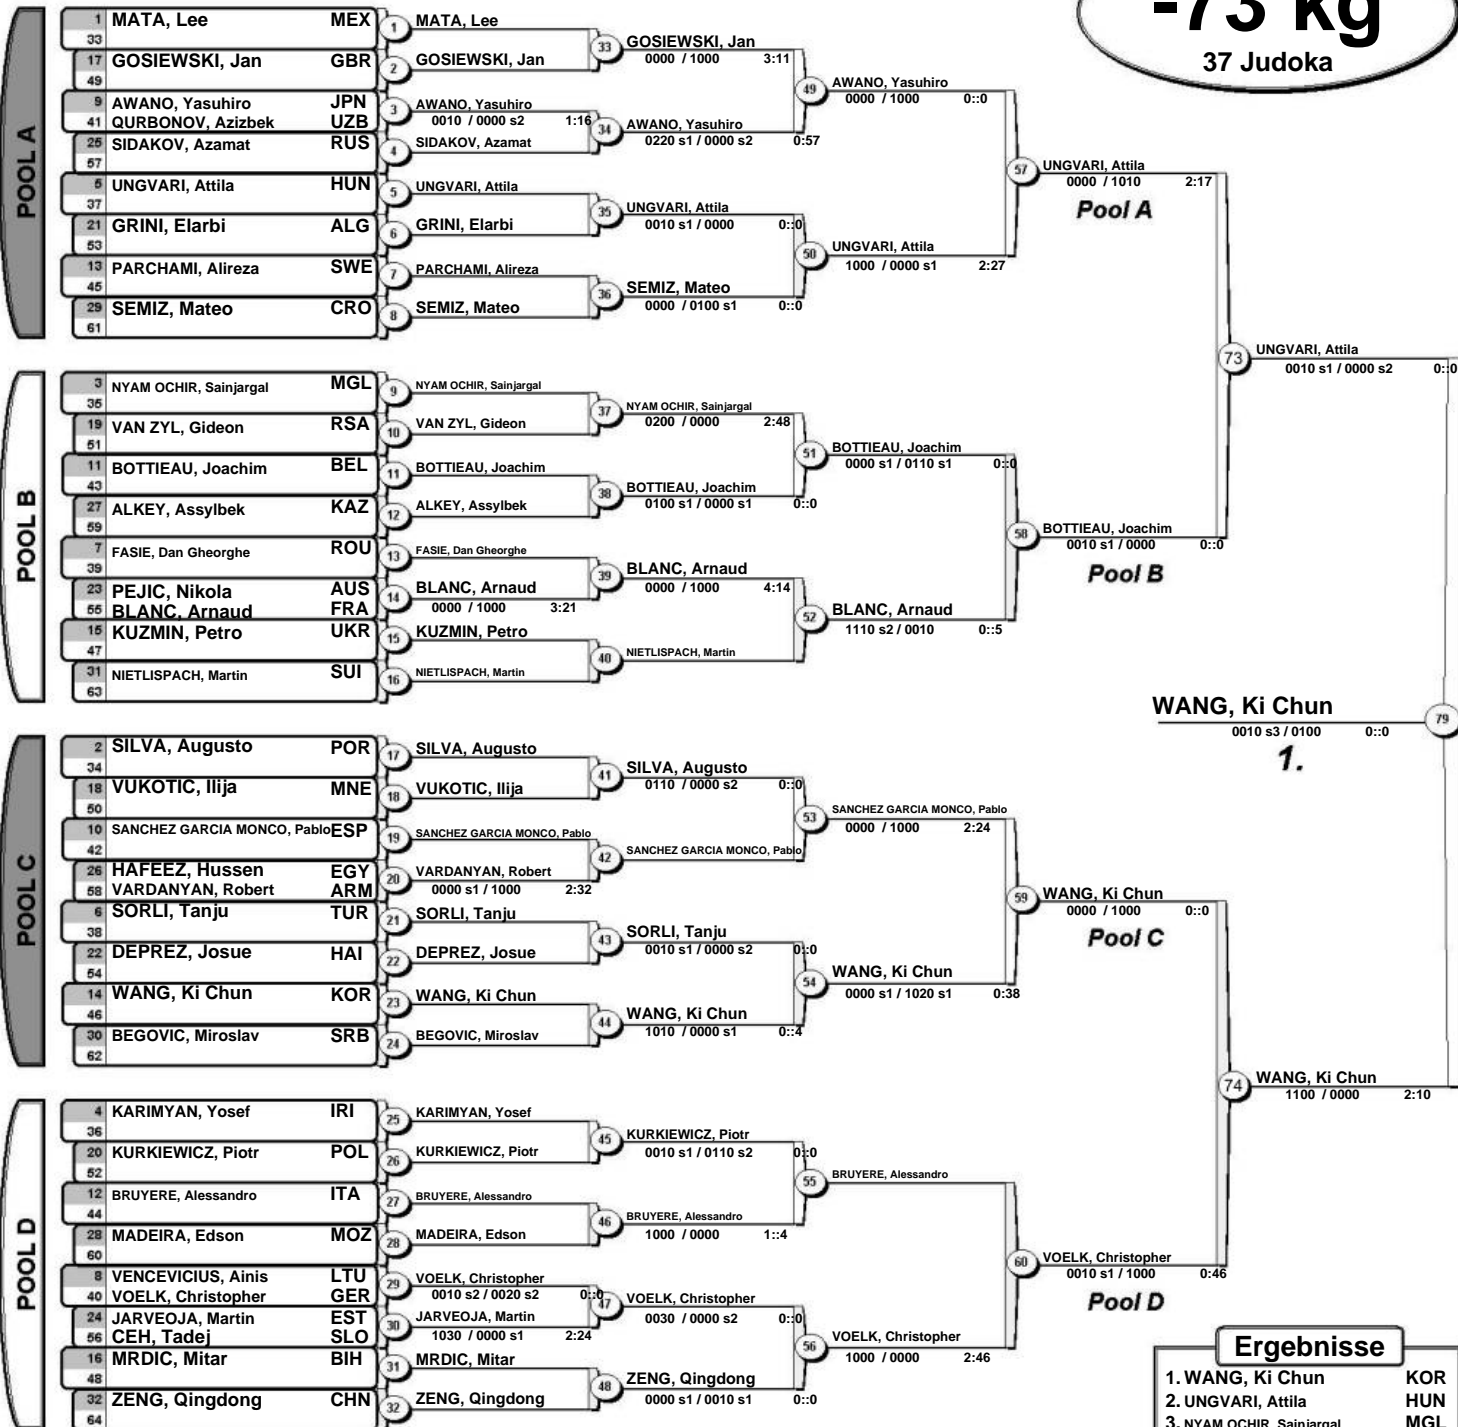 -73 kg
37 Judoka
POOL A
1 MATA, Lee MEX
33
17 GOSIEWSKI, Jan GBR
49
9 AWANO, Yasuhiro JPN
41 QURBONOV, Azizbek UZB
25 SIDAKOV, Azamat RUS
57
5 UNGVARI, Attila HUN
37
21 GRINI, Elarbi ALG
53
13 PARCHAMI, Alireza SWE
45
29 SEMIZ, Mateo CRO
61
1 MATA, Lee
2 GOSIEWSKI, Jan
3 AWANO, Yasuhiro
0010 / 0000 s2 1:16
4 SIDAKOV, Azamat
5 UNGVARI, Attila
6 GRINI, Elarbi
7 PARCHAMI, Alireza
8 SEMIZ, Mateo
33 GOSIEWSKI, Jan
0000 / 1000 3:11
34 AWANO, Yasuhiro
0220 s1 / 0000 s2 0:57
35 UNGVARI, Attila
0010 s1 / 0000 0::0
36 SEMIZ, Mateo
0000 / 0100 s1 0::0
49 AWANO, Yasuhiro
0000 / 1000 0::0
50 UNGVARI, Attila
1000 / 0000 s1 2:27
57 UNGVARI, Attila
0000 / 1010 2:17
Pool A
POOL B
3 NYAM OCHIR, Sainjargal MGL
35
19 VAN ZYL, Gideon RSA
51
11 BOTTIEAU, Joachim BEL
43
27 ALKEY, Assylbek KAZ
59
7 FASIE, Dan Gheorghe ROU
39
23 PEJIC, Nikola AUS
55 BLANC, Arnaud FRA
15 KUZMIN, Petro UKR
47
31 NIETLISPACH, Martin SUI
63
9 NYAM OCHIR, Sainjargal
10 VAN ZYL, Gideon
11 BOTTIEAU, Joachim
12 ALKEY, Assylbek
13 FASIE, Dan Gheorghe
14 BLANC, Arnaud
0000 / 1000 3:21
15 KUZMIN, Petro
16 NIETLISPACH, Martin
37 NYAM OCHIR, Sainjargal
0200 / 0000 2:48
38 BOTTIEAU, Joachim
0100 s1 / 0000 s1 0::0
39 BLANC, Arnaud
0000 / 1000 4:14
40 NIETLISPACH, Martin
51 BOTTIEAU, Joachim
0000 s1 / 0110 s1 0::0
52 BLANC, Arnaud
1110 s2 / 0010 0::5
58 BOTTIEAU, Joachim
0010 s1 / 0000 0::0
Pool B
73 UNGVARI, Attila
0010 s1 / 0000 s2 0::0
WANG, Ki Chun 79
0010 s3 / 0100 0::0
1.
POOL C
2 SILVA, Augusto POR
34
18 VUKOTIC, Ilija MNE
50
10 SANCHEZ GARCIA MONCO, Pablo ESP
42
26 HAFEEZ, Hussen EGY
58 VARDANYAN, Robert ARM
6 SORLI, Tanju TUR
38
22 DEPREZ, Josue HAI
54
14 WANG, Ki Chun KOR
46
30 BEGOVIC, Miroslav SRB
62
17 SILVA, Augusto
18 VUKOTIC, Ilija
19 SANCHEZ GARCIA MONCO, Pablo
20 VARDANYAN, Robert
0000 s1 / 1000 2:32
21 SORLI, Tanju
22 DEPREZ, Josue
23 WANG, Ki Chun
24 BEGOVIC, Miroslav
41 SILVA, Augusto
0110 / 0000 s2 0::0
42 SANCHEZ GARCIA MONCO, Pablo
43 SORLI, Tanju
0010 s1 / 0000 s2 0::0
44 WANG, Ki Chun
1010 / 0000 s1 0::4
53 SANCHEZ GARCIA MONCO, Pablo
0000 / 1000 2:24
54 WANG, Ki Chun
0000 s1 / 1020 s1 0:38
59 WANG, Ki Chun
0000 / 1000 0::0
Pool C
74 WANG, Ki Chun
1100 / 0000 2:10
POOL D
4 KARIMYAN, Yosef IRI
36
20 KURKIEWICZ, Piotr POL
52
12 BRUYERE, Alessandro ITA
44
28 MADEIRA, Edson MOZ
60
8 VENCEVICIUS, Ainis LTU
40 VOELK, Christopher GER
24 JARVEOJA, Martin EST
56 CEH, Tadej SLO
16 MRDIC, Mitar BIH
48
32 ZENG, Qingdong CHN
64
25 KARIMYAN, Yosef
26 KURKIEWICZ, Piotr
27 BRUYERE, Alessandro
28 MADEIRA, Edson
29 VOELK, Christopher
0010 s2 / 0020 s2 0::0
30 JARVEOJA, Martin
1030 / 0000 s1 2:24
31 MRDIC, Mitar
32 ZENG, Qingdong
45 KURKIEWICZ, Piotr
0010 s1 / 0110 s2 0::0
46 BRUYERE, Alessandro
1000 / 0000 1::4
47 VOELK, Christopher
0030 / 0000 s2 0::0
48 ZENG, Qingdong
0000 s1 / 0010 s1 0::0
55 BRUYERE, Alessandro
56 VOELK, Christopher
1000 / 0000 2:46
60 VOELK, Christopher
0010 s1 / 1000 0:46
Pool D
Ergebnisse
1. WANG, Ki Chun KOR
2. UNGVARI, Attila HUN
3. NYAM OCHIR, Sainjargal MGL